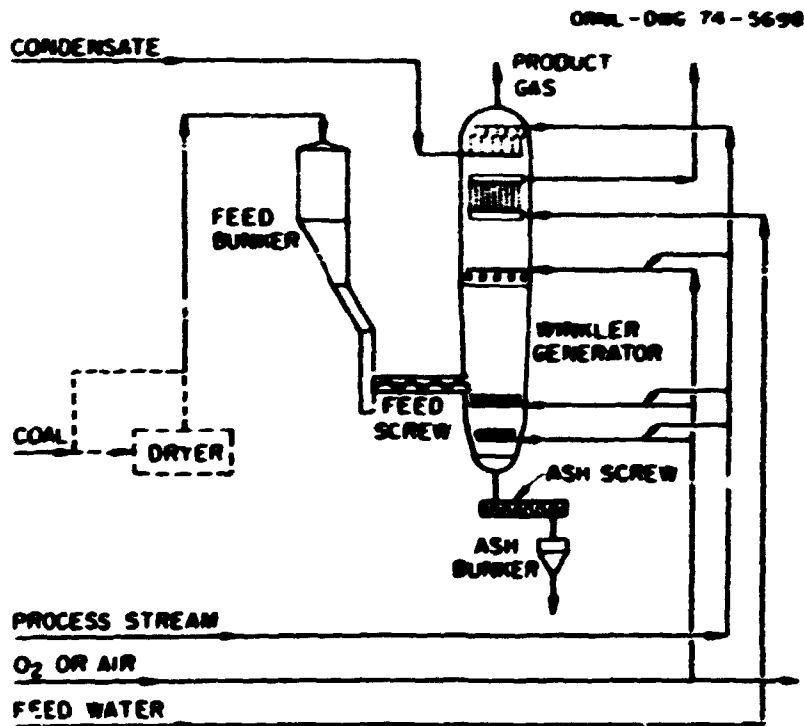 ORNL-DWG 74-5698
CONDENSATE
PRODUCT
GAS
FEED
BUNKER
WINKLER
GENERATOR
FEED
SCREW
COAL
DRYER
ASH SCREW
ASH
BUNKER
PROCESS STREAM
O₂ OR AIR
FEED WATER